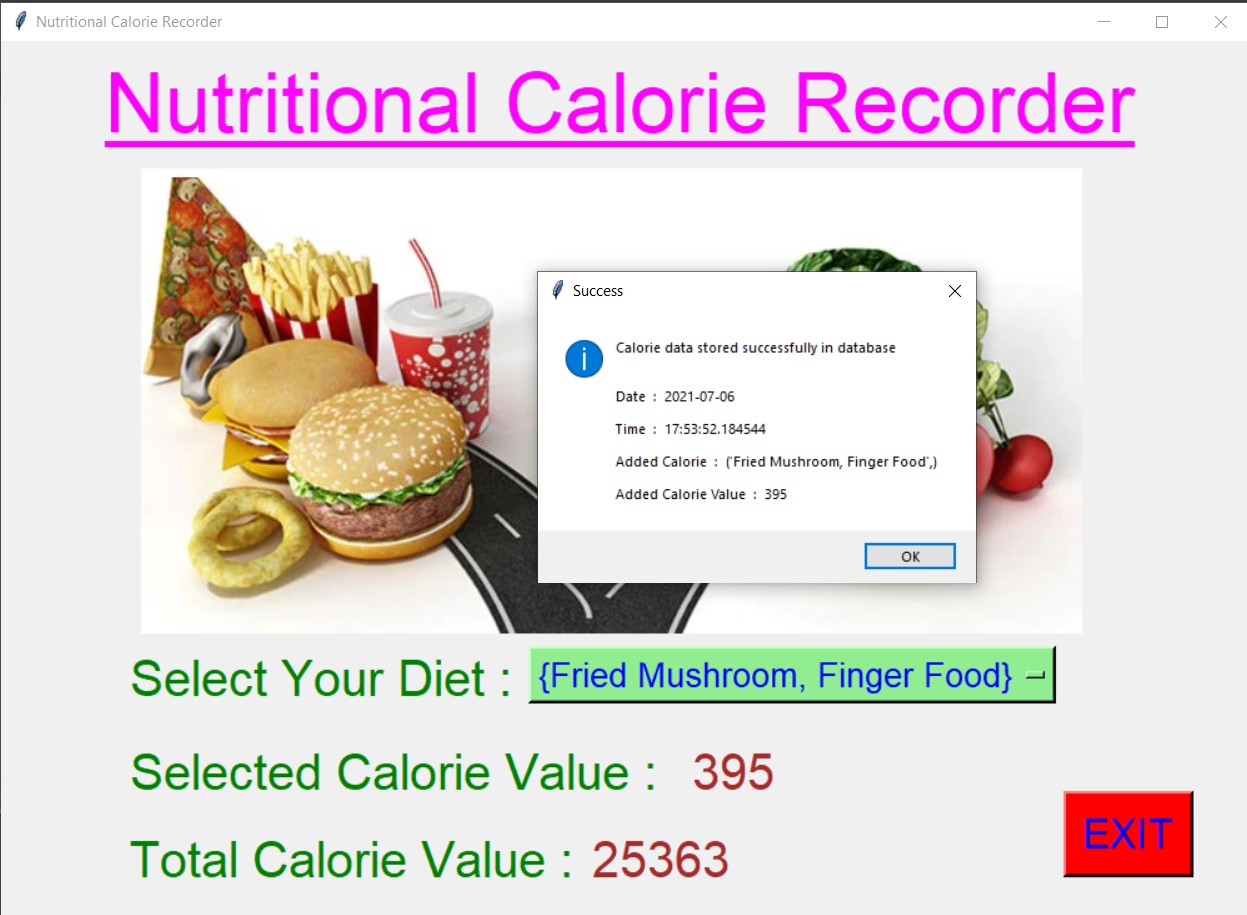 Nutritional Calorie Recorder
Nutritional Calorie Recorder
Success
i
Calorie data stored successfully in database
Date : 2021-07-06
Time : 17:53:52.184544
Added Calorie : ('Fried Mushroom, Finger Food',)
Added Calorie Value : 395
OK
Select Your Diet : {Fried Mushroom, Finger Food}
Selected Calorie Value : 395
EXIT
Total Calorie Value : 25363